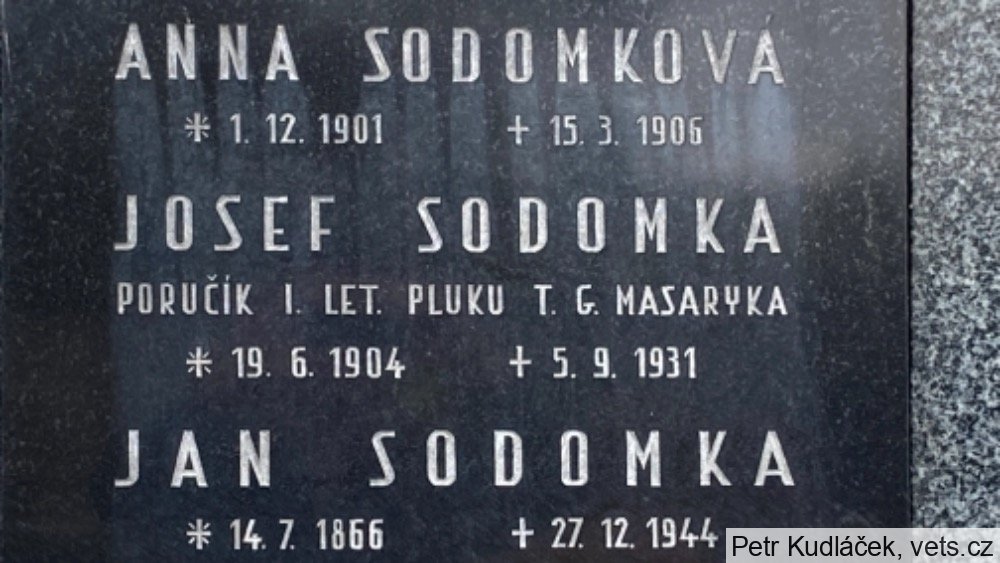 ANNA SODOMKOVÁ
* 1. 12. 1901 + 15. 3. 1906
JOSEF SODOMKA
PORUČÍK I. LET. PLUKU T. G. MASARYKA
* 19. 6. 1904 + 5. 9. 1931
JAN SODOMKA
* 14. 7. 1866 + 27. 12. 1944
Petr Kudláček, vets.cz